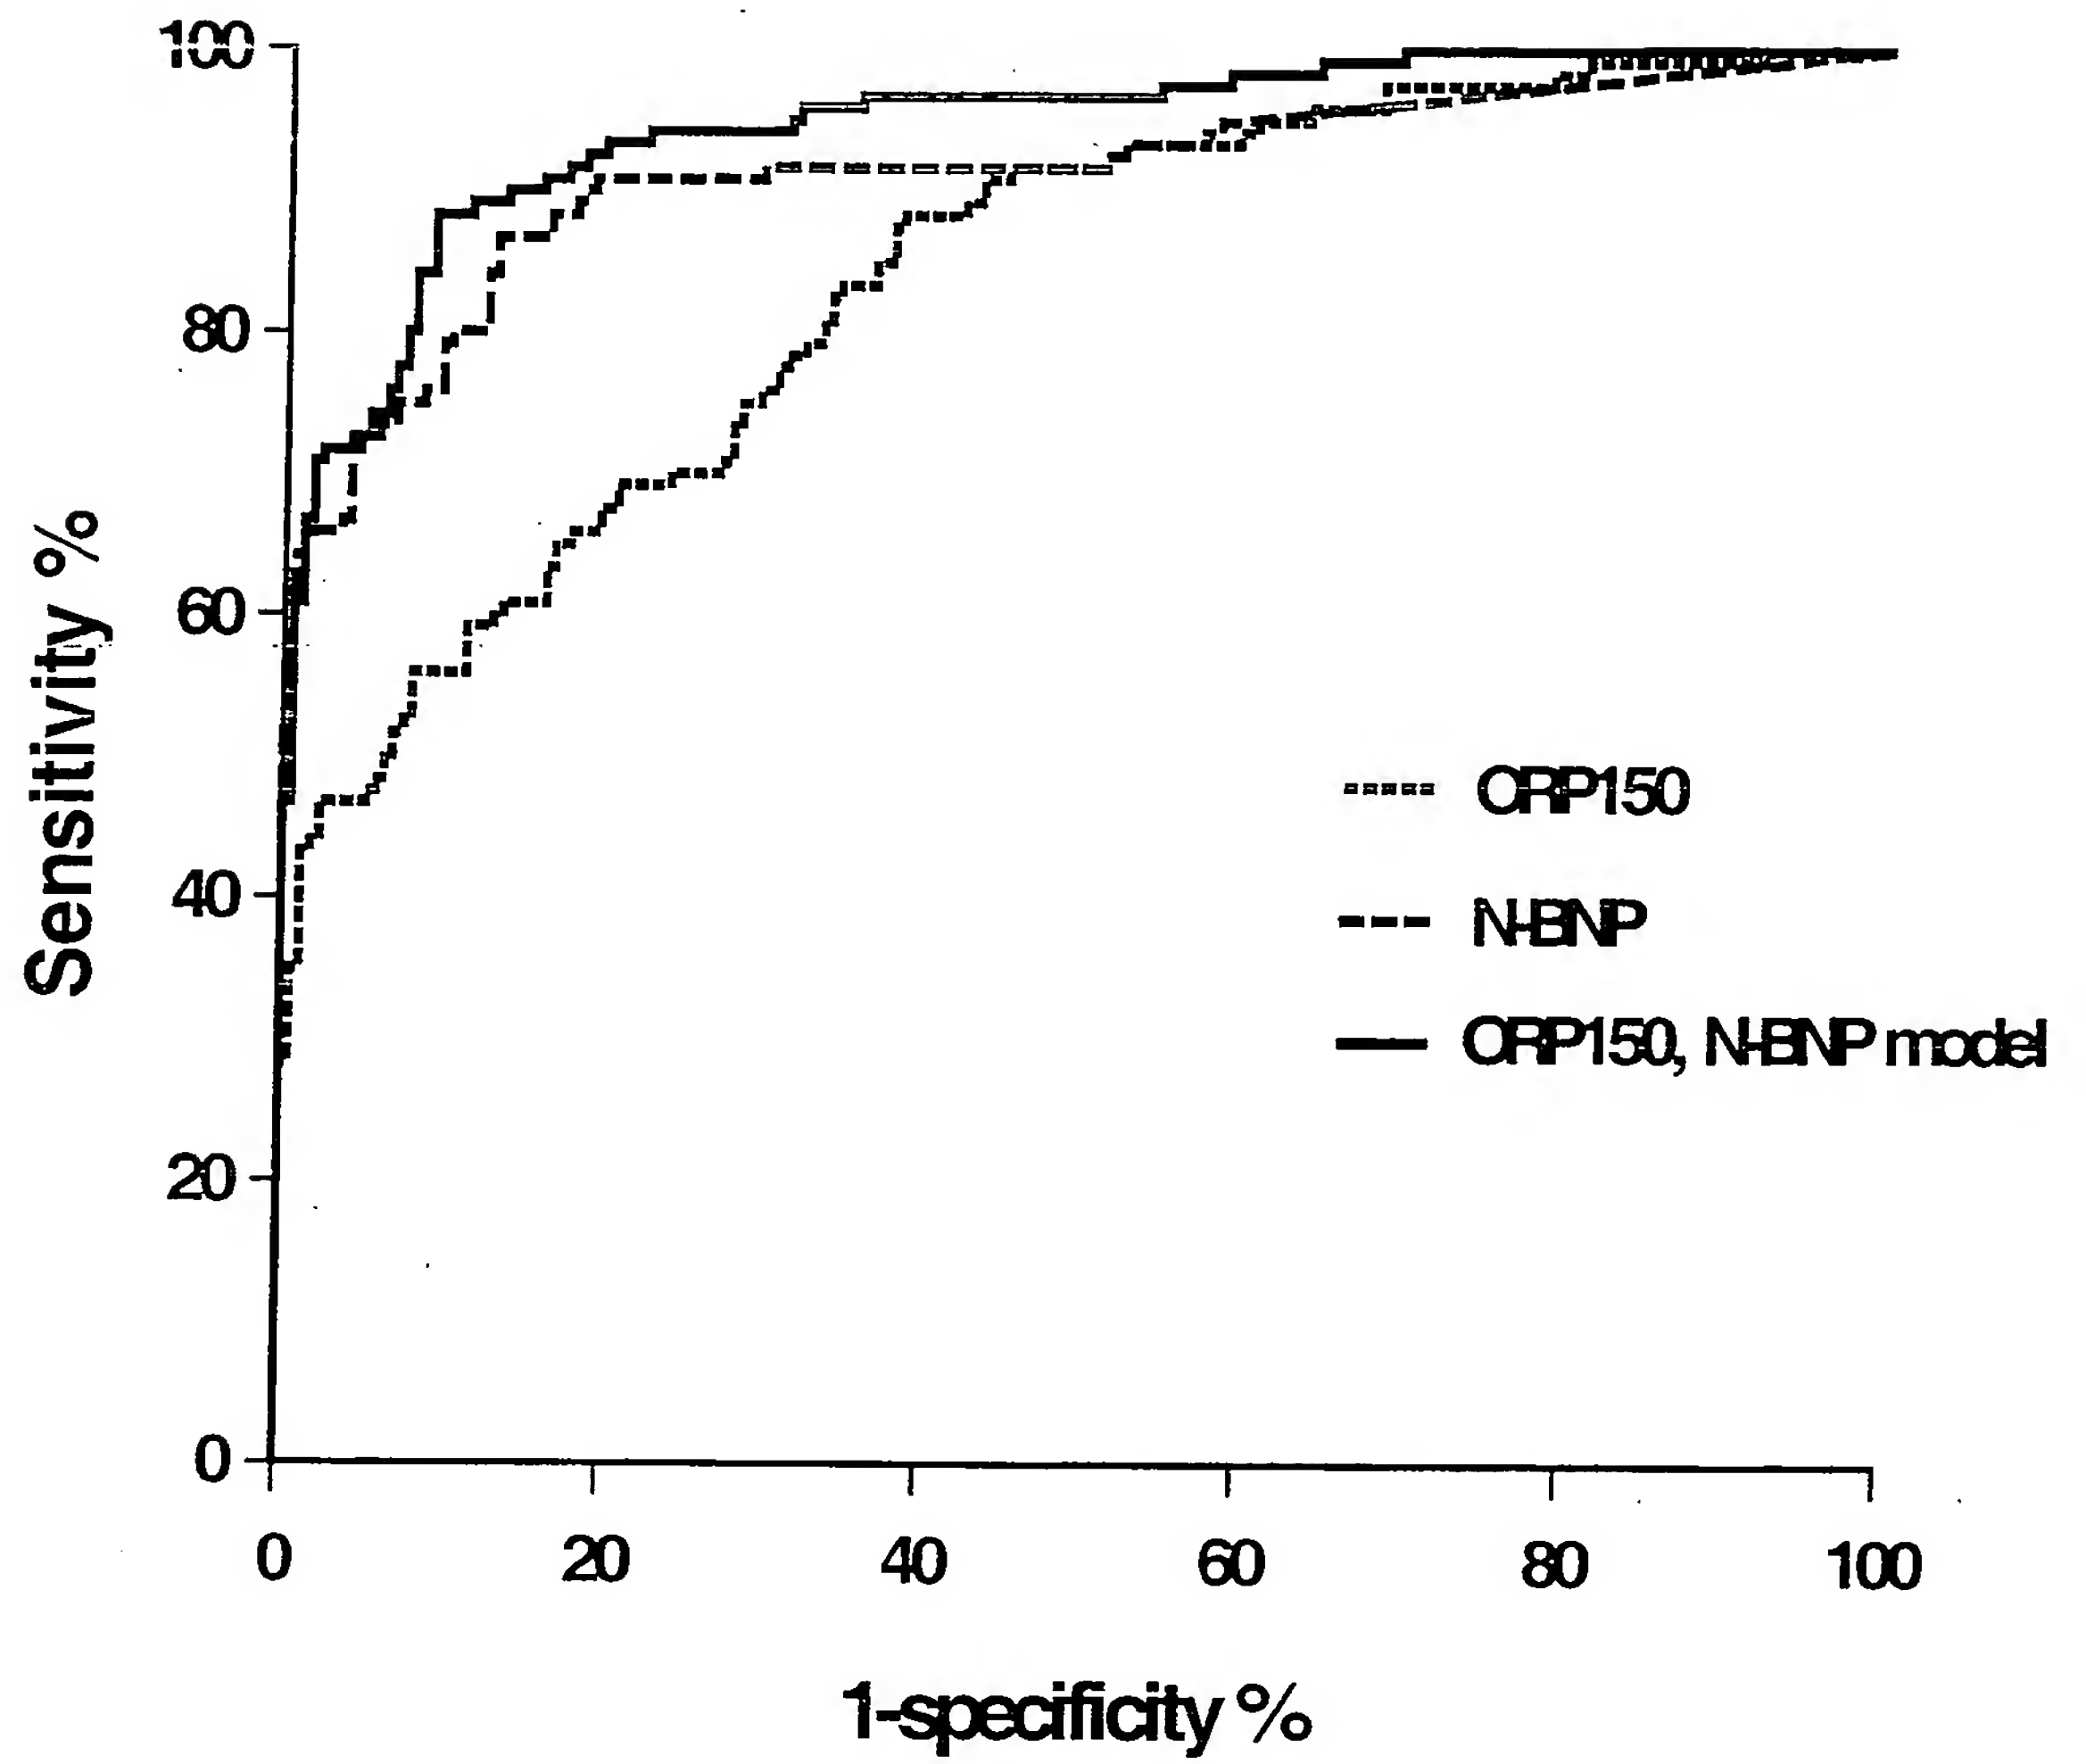 100
80
60
40
20
0
Sensitivity %
ORP150
N-BNP
ORP150, N-BNP model
0 20 40 60 80 100
1-specificity %